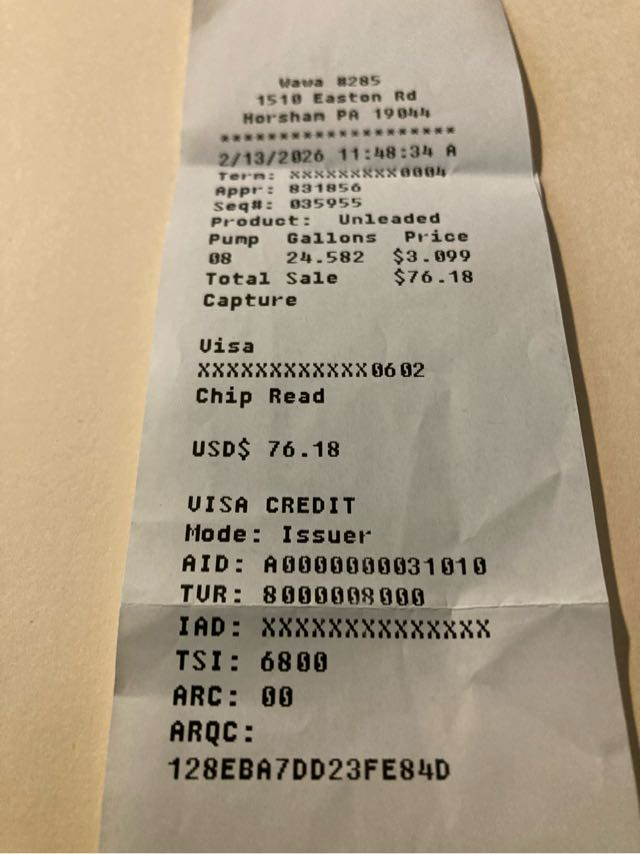 Wawa #285
1510 Easton Rd
Horsham PA 19044
********************
2/13/2026 11:48:34 A
Term: XXXXXXXXX0004
Appr: 831856
Seq#: 035955
Product: Unleaded
Pump Gallons Price
08 24.582 $3.099
Total Sale $76.18
Capture
Visa
XXXXXXXXXXXX0602
Chip Read
USD$ 76.18
VISA CREDIT
Mode: Issuer
AID: A0000000031010
TVR: 8000008000
IAD: XXXXXXXXXXXXXX
TSI: 6800
ARC: 00
ARQC:
128EBA7DD23FE84D